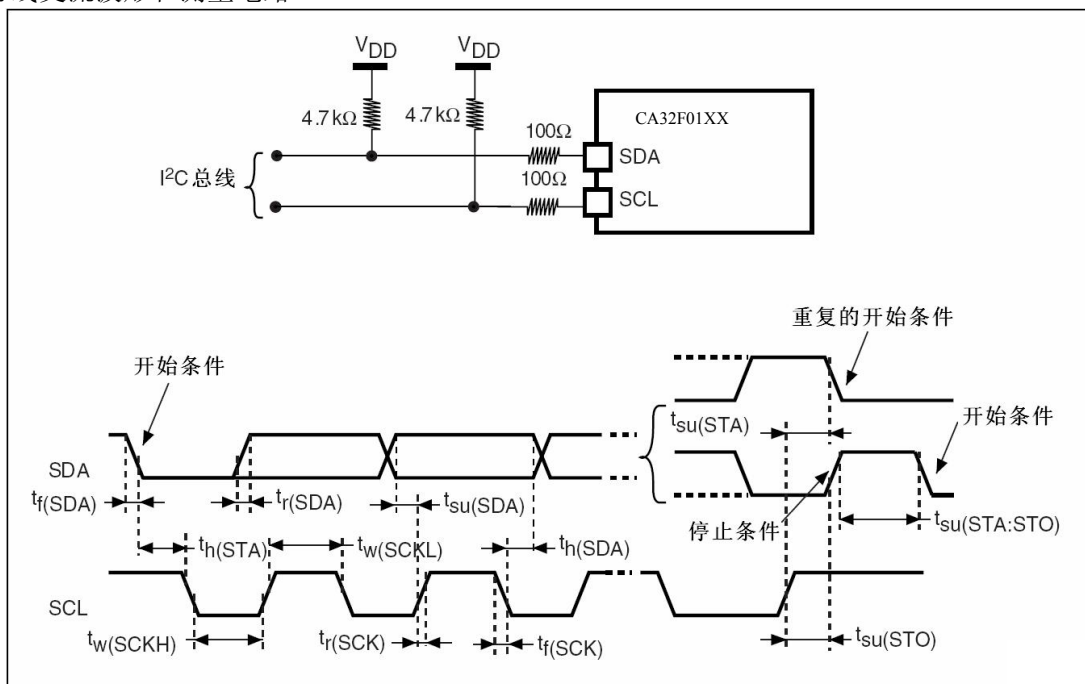 V_DD V_DD
4.7kΩ 4.7kΩ
100Ω
CA32F01XX
SDA
I²C总线
100Ω
SCL
重复的开始条件
开始条件
开始条件
t_su(STA)
SDA
t_f(SDA) t_r(SDA) t_su(SDA) 停止条件 t_su(STA:STO)
t_h(STA) t_w(SCKL) t_h(SDA)
SCL
t_w(SCKH) t_r(SCK) t_f(SCK) t_su(STO)